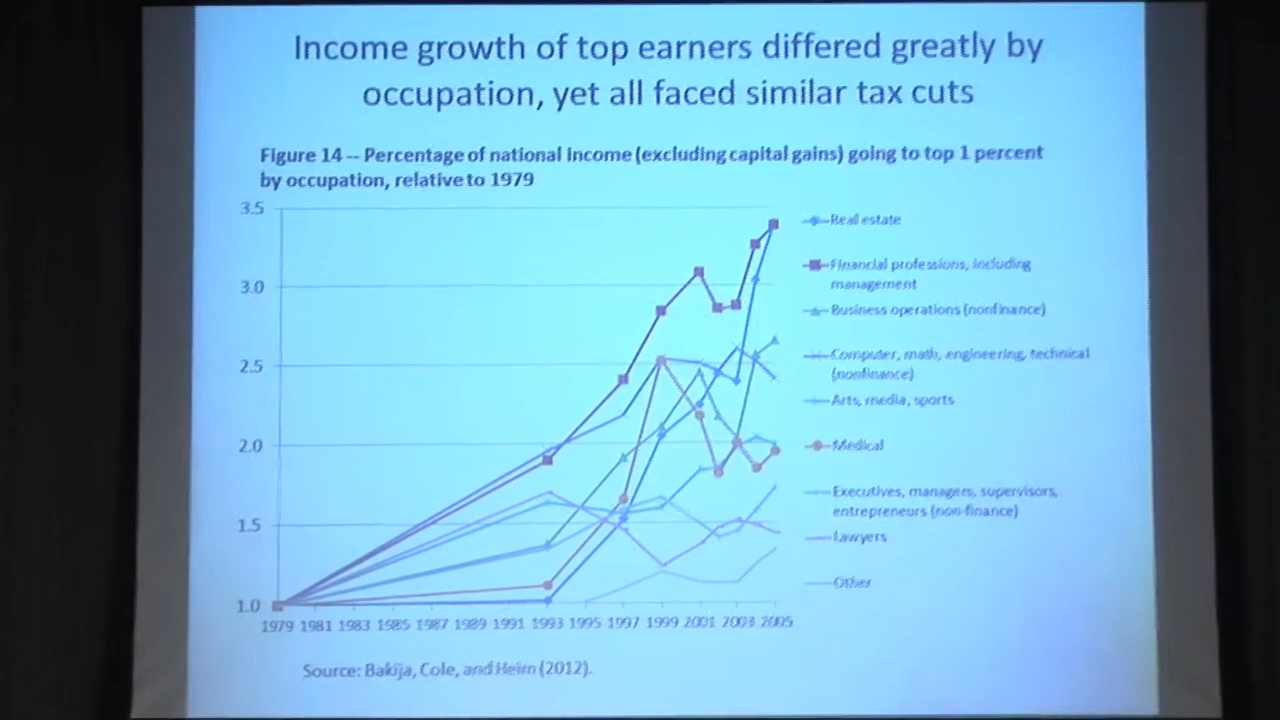 Income growth of top earners differed greatly by
occupation, yet all faced similar tax cuts
Figure 14 -- Percentage of national income (excluding capital gains) going to top 1 percent
by occupation, relative to 1979
3.5
3.0
2.5
2.0
1.5
1.0
1979 1981 1983 1985 1987 1989 1991 1993 1995 1997 1999 2001 2003 2005
Real estate
Financial professions, including
management
Business operations (nonfinance)
Computer, math, engineering, technical
(nonfinance)
Arts, media, sports
Medical
Executives, managers, supervisors,
entrepreneurs (non-finance)
Lawyers
Other
Source: Bakija, Cole, and Heim (2012).